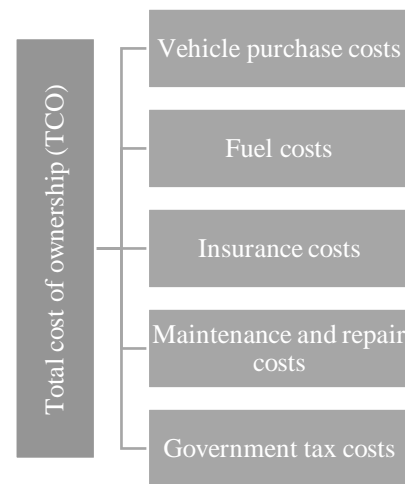 Total cost of ownership (TCO)
Vehicle purchase costs
Fuel costs
Insurance costs
Maintenance and repair
costs
Government tax costs